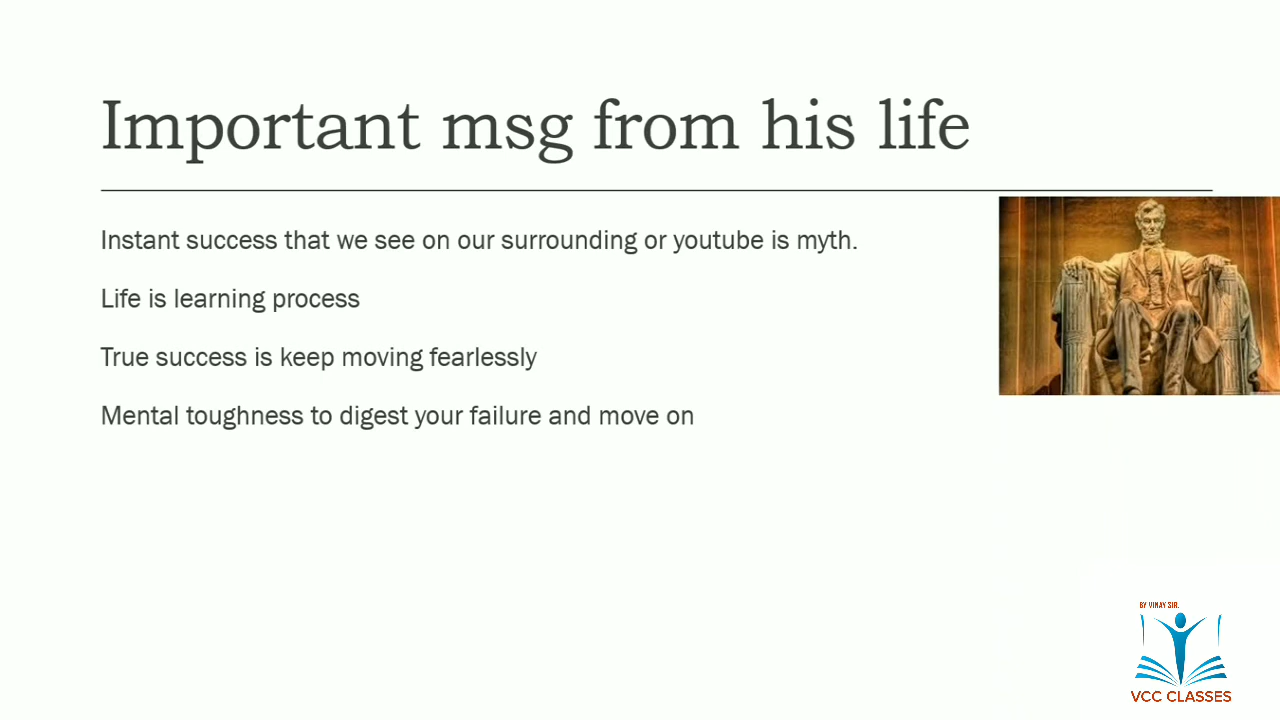 Important msg from his life
Instant success that we see on our surrounding or youtube is myth.
Life is learning process
True success is keep moving fearlessly
Mental toughness to digest your failure and move on
BY VINAY SIR.
VCC CLASSES